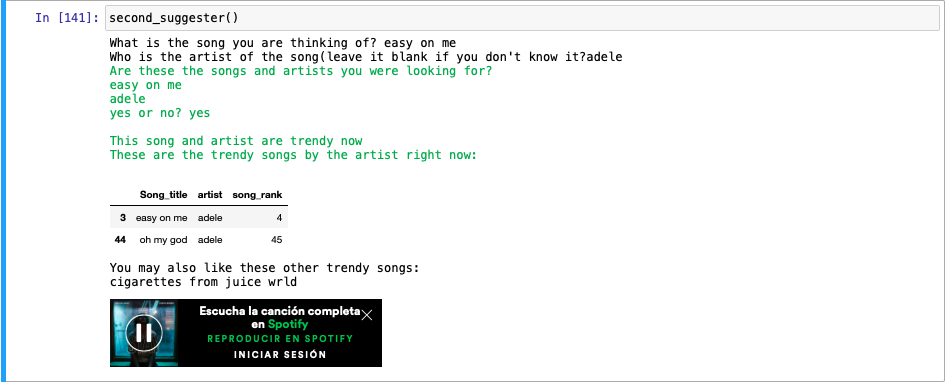 In [141]: second_suggester()
What is the song you are thinking of? easy on me
Who is the artist of the song(leave it blank if you don't know it?adele
Are these the songs and artists you were looking for?
easy on me
adele
yes or no? yes
This song and artist are trendy now
These are the trendy songs by the artist right now:
Song_title artist song_rank
3 easy on me adele 4
44 oh my god adele 45
You may also like these other trendy songs:
cigarettes from juice wrld
Escucha la canción completa
en Spotify
REPRODUCIR EN SPOTIFY
INICIAR SESIÓN